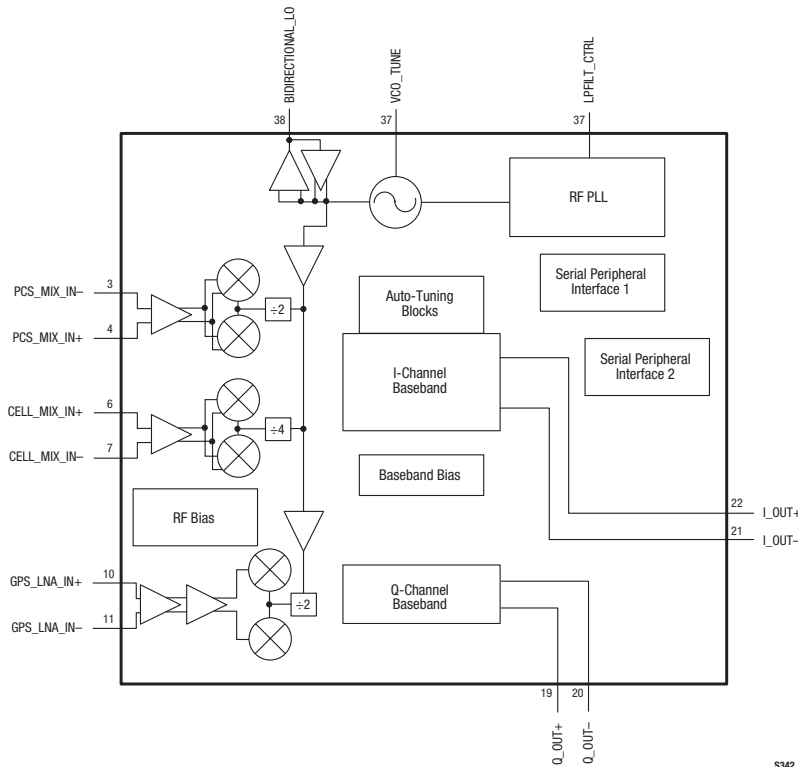 BIDIRECTIONAL_LO
VCO_TUNE
LPFILT_CTRL
38
37
37
RF PLL
Serial Peripheral
Interface 1
PCS_MIX_IN–
3
PCS_MIX_IN+
4
÷2
Auto-Tuning
Blocks
I-Channel
Baseband
Serial Peripheral
Interface 2
CELL_MIX_IN+
6
CELL_MIX_IN–
7
÷4
Baseband Bias
RF Bias
22
I_OUT+
21
I_OUT–
GPS_LNA_IN+
10
GPS_LNA_IN–
11
÷2
Q-Channel
Baseband
19
20
Q_OUT+
Q_OUT–
S342